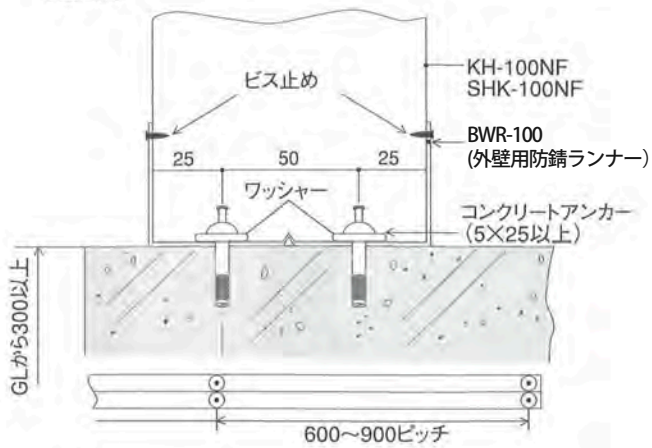 KH-100NF
SHK-100NF
ビス止め
BWR-100
(外壁用防錆ランナー)
25
50
25
ワッシャー
コンクリートアンカー
(5×25以上)
GLから300以上
600～900ピッチ